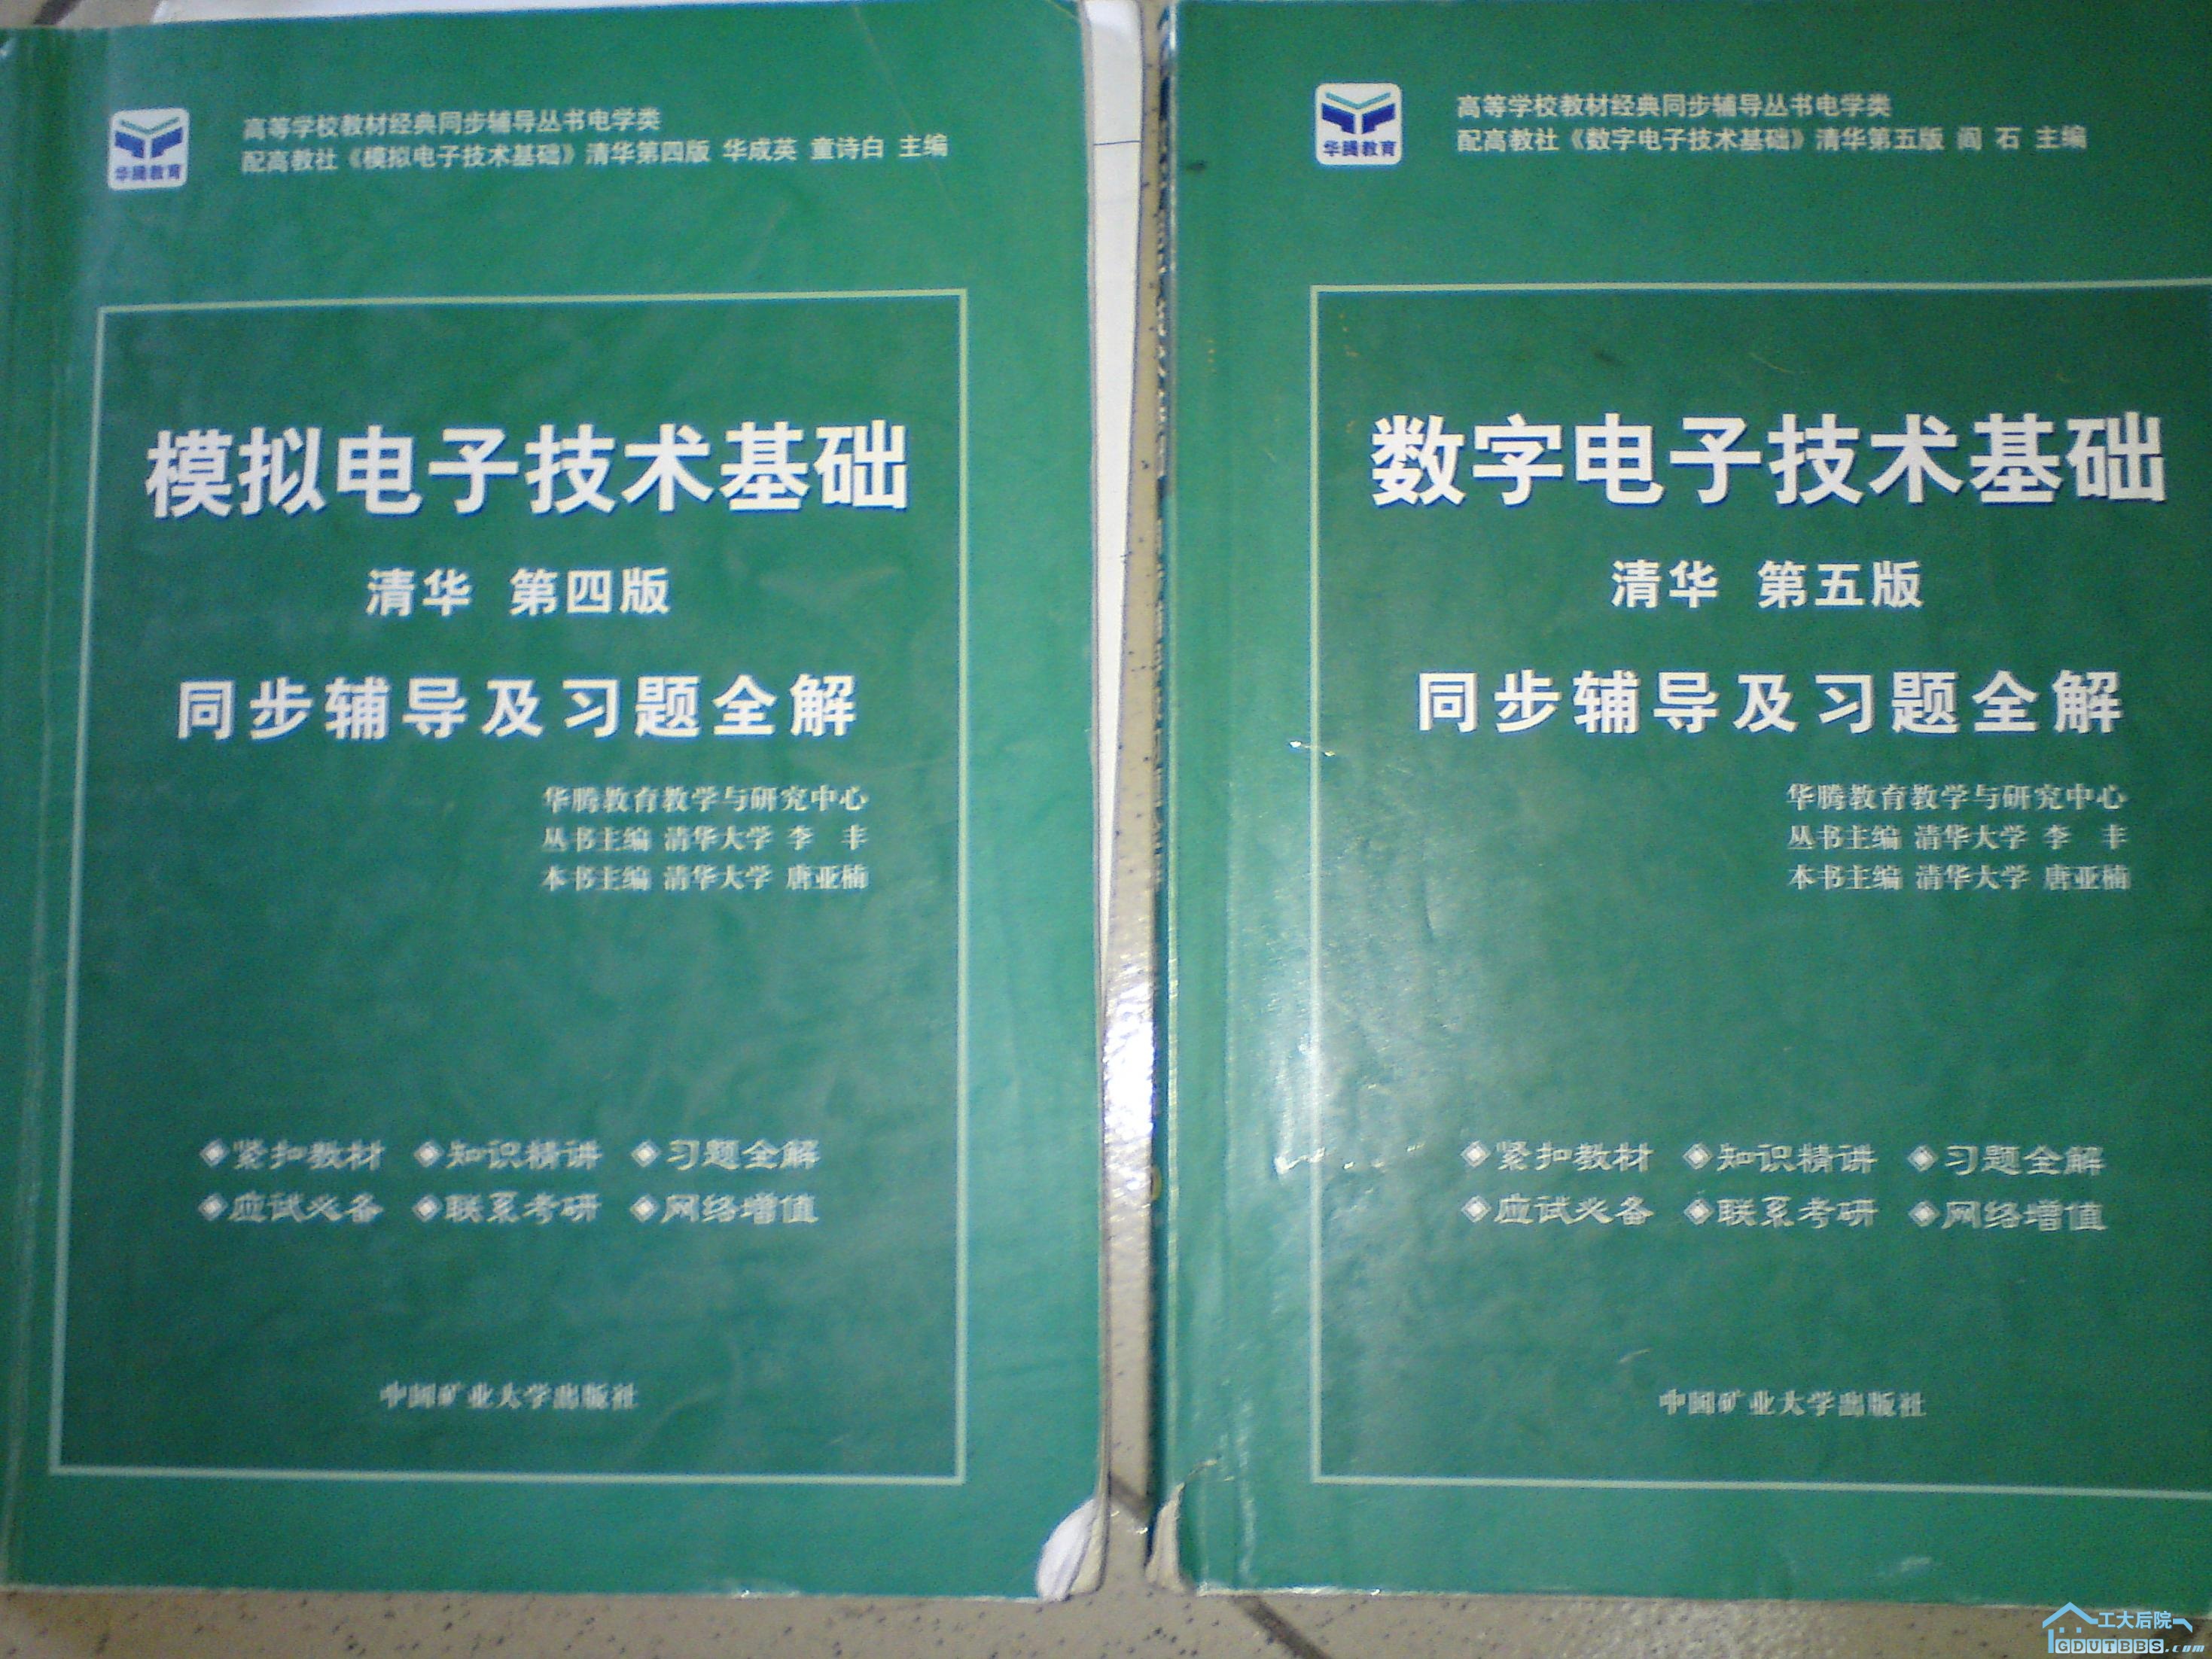 华腾教育
高等学校教材经典同步辅导丛书电学类
配高教社《模拟电子技术基础》清华第四版 华成英 童诗白 主编
模拟电子技术基础
清华 第四版
同步辅导及习题全解
华腾教育教学与研究中心
丛书主编 清华大学 李 丰
本书主编 清华大学 唐亚楠
◈紧扣教材 ◈知识精讲 ◈习题全解
◈应试必备 ◈联系考研 ◈网络增值
中国矿业大学出版社
华腾教育
高等学校教材经典同步辅导丛书电学类
配高教社《数字电子技术基础》清华第五版 阎 石 主编
数字电子技术基础
清华 第五版
同步辅导及习题全解
华腾教育教学与研究中心
丛书主编 清华大学 李 丰
本书主编 清华大学 唐亚楠
◈紧扣教材 ◈知识精讲 ◈习题全解
◈应试必备 ◈联系考研 ◈网络增值
中国矿业大学出版社
工大后院
GDUTBBS.com